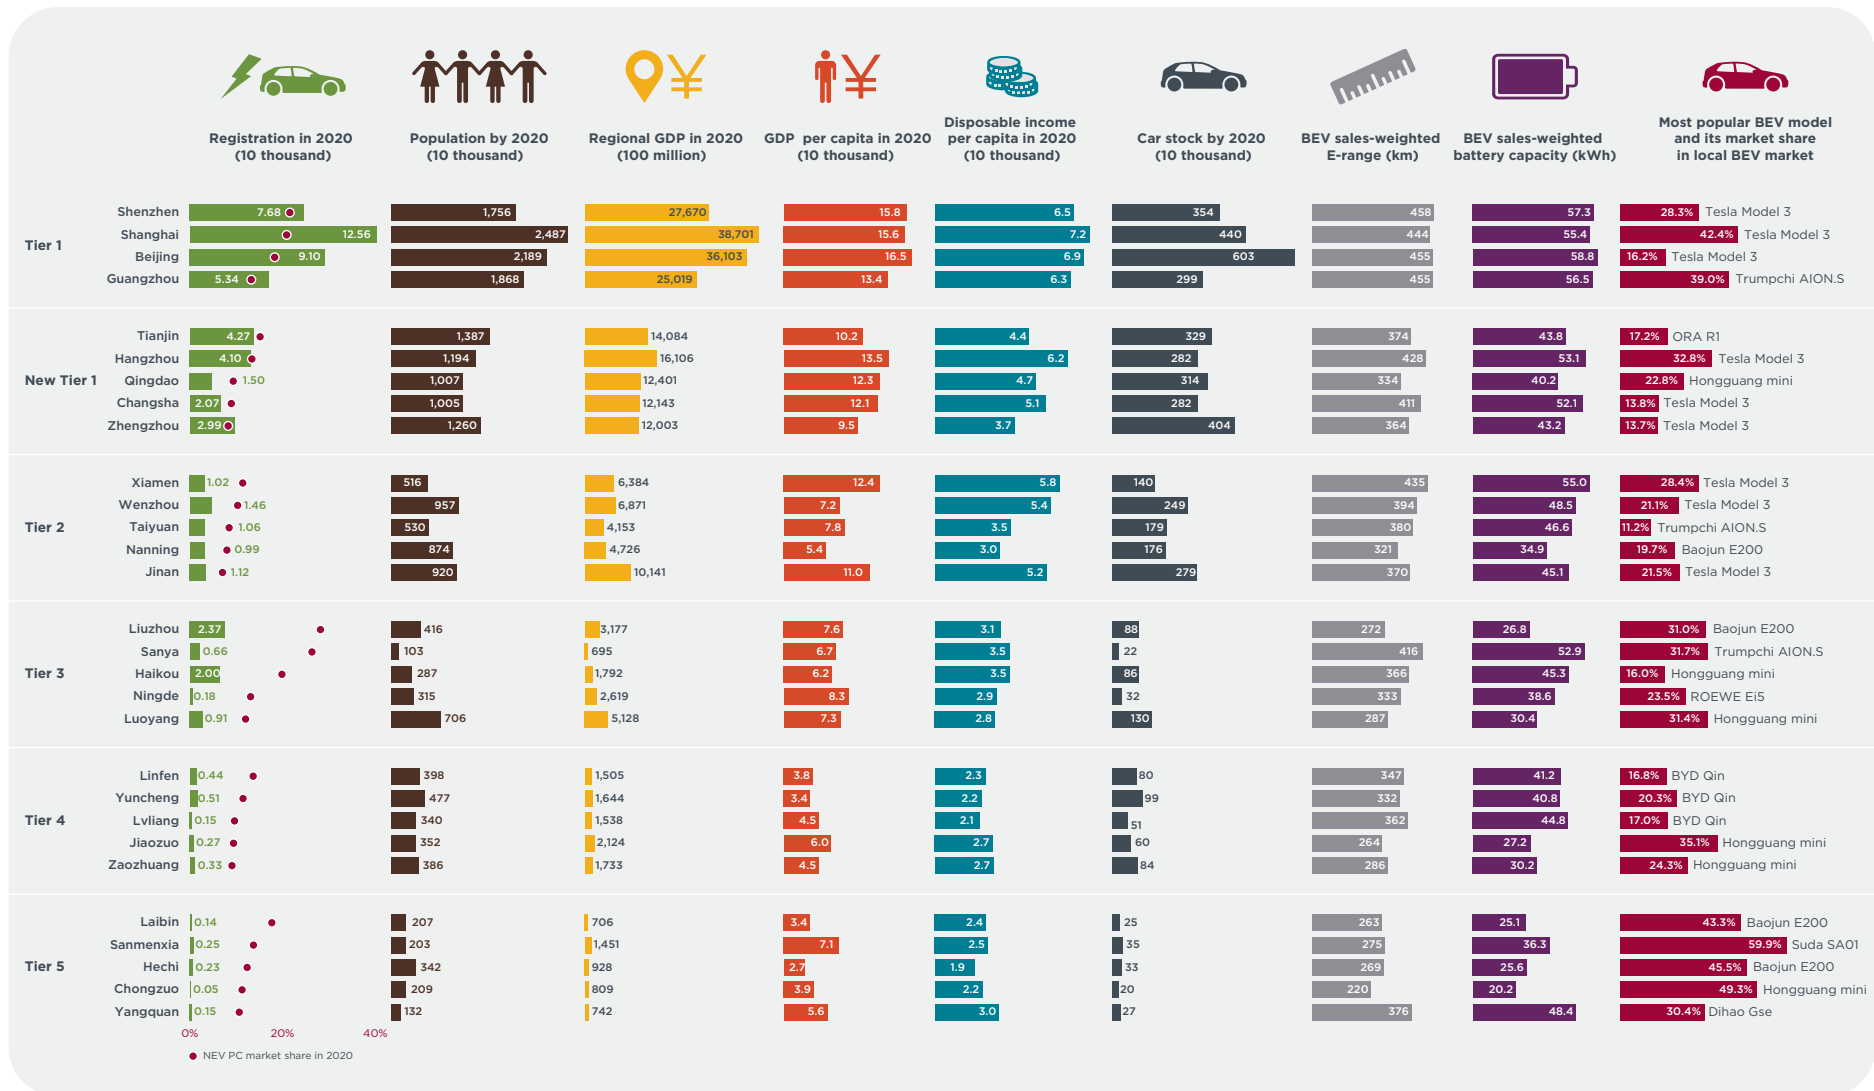 Registration in 2020
(10 thousand)
Population by 2020
(10 thousand)
Regional GDP in 2020
(100 million)
GDP per capita in 2020
(10 thousand)
Disposable income
per capita in 2020
(10 thousand)
Car stock by 2020
(10 thousand)
BEV sales-weighted
E-range (km)
BEV sales-weighted
battery capacity (kWh)
Most popular BEV model
and its market share
in local BEV market
Tier 1
Shenzhen 7.68 1,756 27,670 15.8 6.5 354 458 57.3 28.3% Tesla Model 3
Shanghai 12.56 2,487 38,701 15.6 7.2 440 444 55.4 42.4% Tesla Model 3
Beijing 9.10 2,189 36,103 16.5 6.9 603 455 58.8 16.2% Tesla Model 3
Guangzhou 5.34 1,868 25,019 13.4 6.3 299 455 56.5 39.0% Trumpchi AION.S
New Tier 1
Tianjin 4.27 1,387 14,084 10.2 4.4 329 374 43.8 17.2% ORA R1
Hangzhou 4.10 1,194 16,106 13.5 6.2 282 428 53.1 32.8% Tesla Model 3
Qingdao 1.50 1,007 12,401 12.3 4.7 314 334 40.2 22.8% Hongguang mini
Changsha 2.07 1,005 12,143 12.1 5.1 282 411 52.1 13.8% Tesla Model 3
Zhengzhou 2.99 1,260 12,003 9.5 3.7 404 364 43.2 13.7% Tesla Model 3
Tier 2
Xiamen 1.02 516 6,384 12.4 5.8 140 435 55.0 28.4% Tesla Model 3
Wenzhou 1.46 957 6,871 7.2 5.4 249 394 48.5 21.1% Tesla Model 3
Taiyuan 1.06 530 4,153 7.8 3.5 179 380 46.6 11.2% Trumpchi AION.S
Nanning 0.99 874 4,726 5.4 3.0 176 321 34.9 19.7% Baojun E200
Jinan 1.12 920 10,141 11.0 5.2 279 370 45.1 21.5% Tesla Model 3
Tier 3
Liuzhou 2.37 416 3,177 7.6 3.1 88 272 26.8 31.0% Baojun E200
Sanya 0.66 103 695 6.7 3.5 22 416 52.9 31.7% Trumpchi AION.S
Haikou 2.00 287 1,792 6.2 3.5 86 366 45.3 16.0% Hongguang mini
Ningde 0.18 315 2,619 8.3 2.9 32 333 38.6 23.5% ROEWE Ei5
Luoyang 0.91 706 5,128 7.3 2.8 130 287 30.4 31.4% Hongguang mini
Tier 4
Linfen 0.44 398 1,505 3.8 2.3 80 347 41.2 16.8% BYD Qin
Yuncheng 0.51 477 1,644 3.4 2.2 99 332 40.8 20.3% BYD Qin
Lvliang 0.15 340 1,538 4.5 2.1 51 362 44.8 17.0% BYD Qin
Jiaozuo 0.27 352 2,124 6.0 2.7 60 264 27.2 35.1% Hongguang mini
Zaozhuang 0.33 386 1,733 4.5 2.7 84 286 30.2 24.3% Hongguang mini
Tier 5
Laibin 0.14 207 706 3.4 2.4 25 263 25.1 43.3% Baojun E200
Sanmenxia 0.25 203 1,451 7.1 2.5 35 275 36.3 59.9% Suda SA01
Hechi 0.23 342 928 2.7 1.9 33 269 25.6 45.5% Baojun E200
Chongzuo 0.05 209 809 3.9 2.2 20 220 20.2 49.3% Hongguang mini
Yangquan 0.15 132 742 5.6 3.0 27 376 48.4 30.4% Dihao Gse
0% 20% 40%
NEV PC market share in 2020